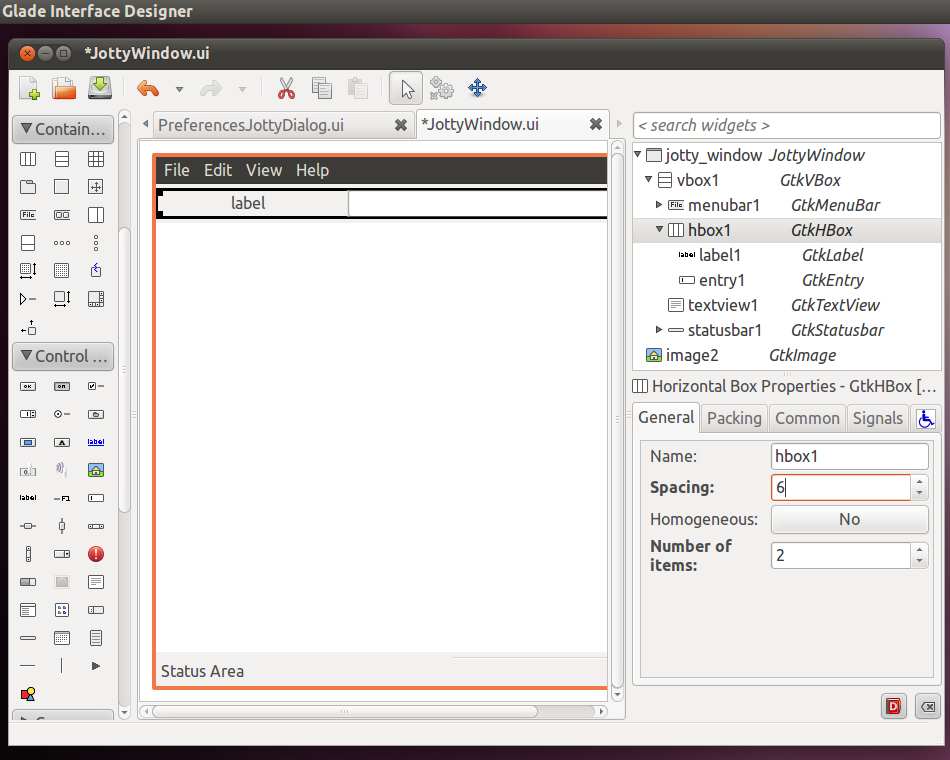 Glade Interface Designer
*JottyWindow.ui
Contain...
PreferencesJottyDialog.ui
*JottyWindow.ui
< search widgets >
File Edit View Help
label
Status Area
Control ...
jotty_window JottyWindow
vbox1 GtkVBox
menubar1 GtkMenuBar
hbox1 GtkHBox
label label1 GtkLabel
entry1 GtkEntry
textview1 GtkTextView
statusbar1 GtkStatusbar
image2 GtkImage
Horizontal Box Properties - GtkHBox [...
General Packing Common Signals
Name: hbox1
Spacing: 6
Homogeneous: No
Number of
items: 2